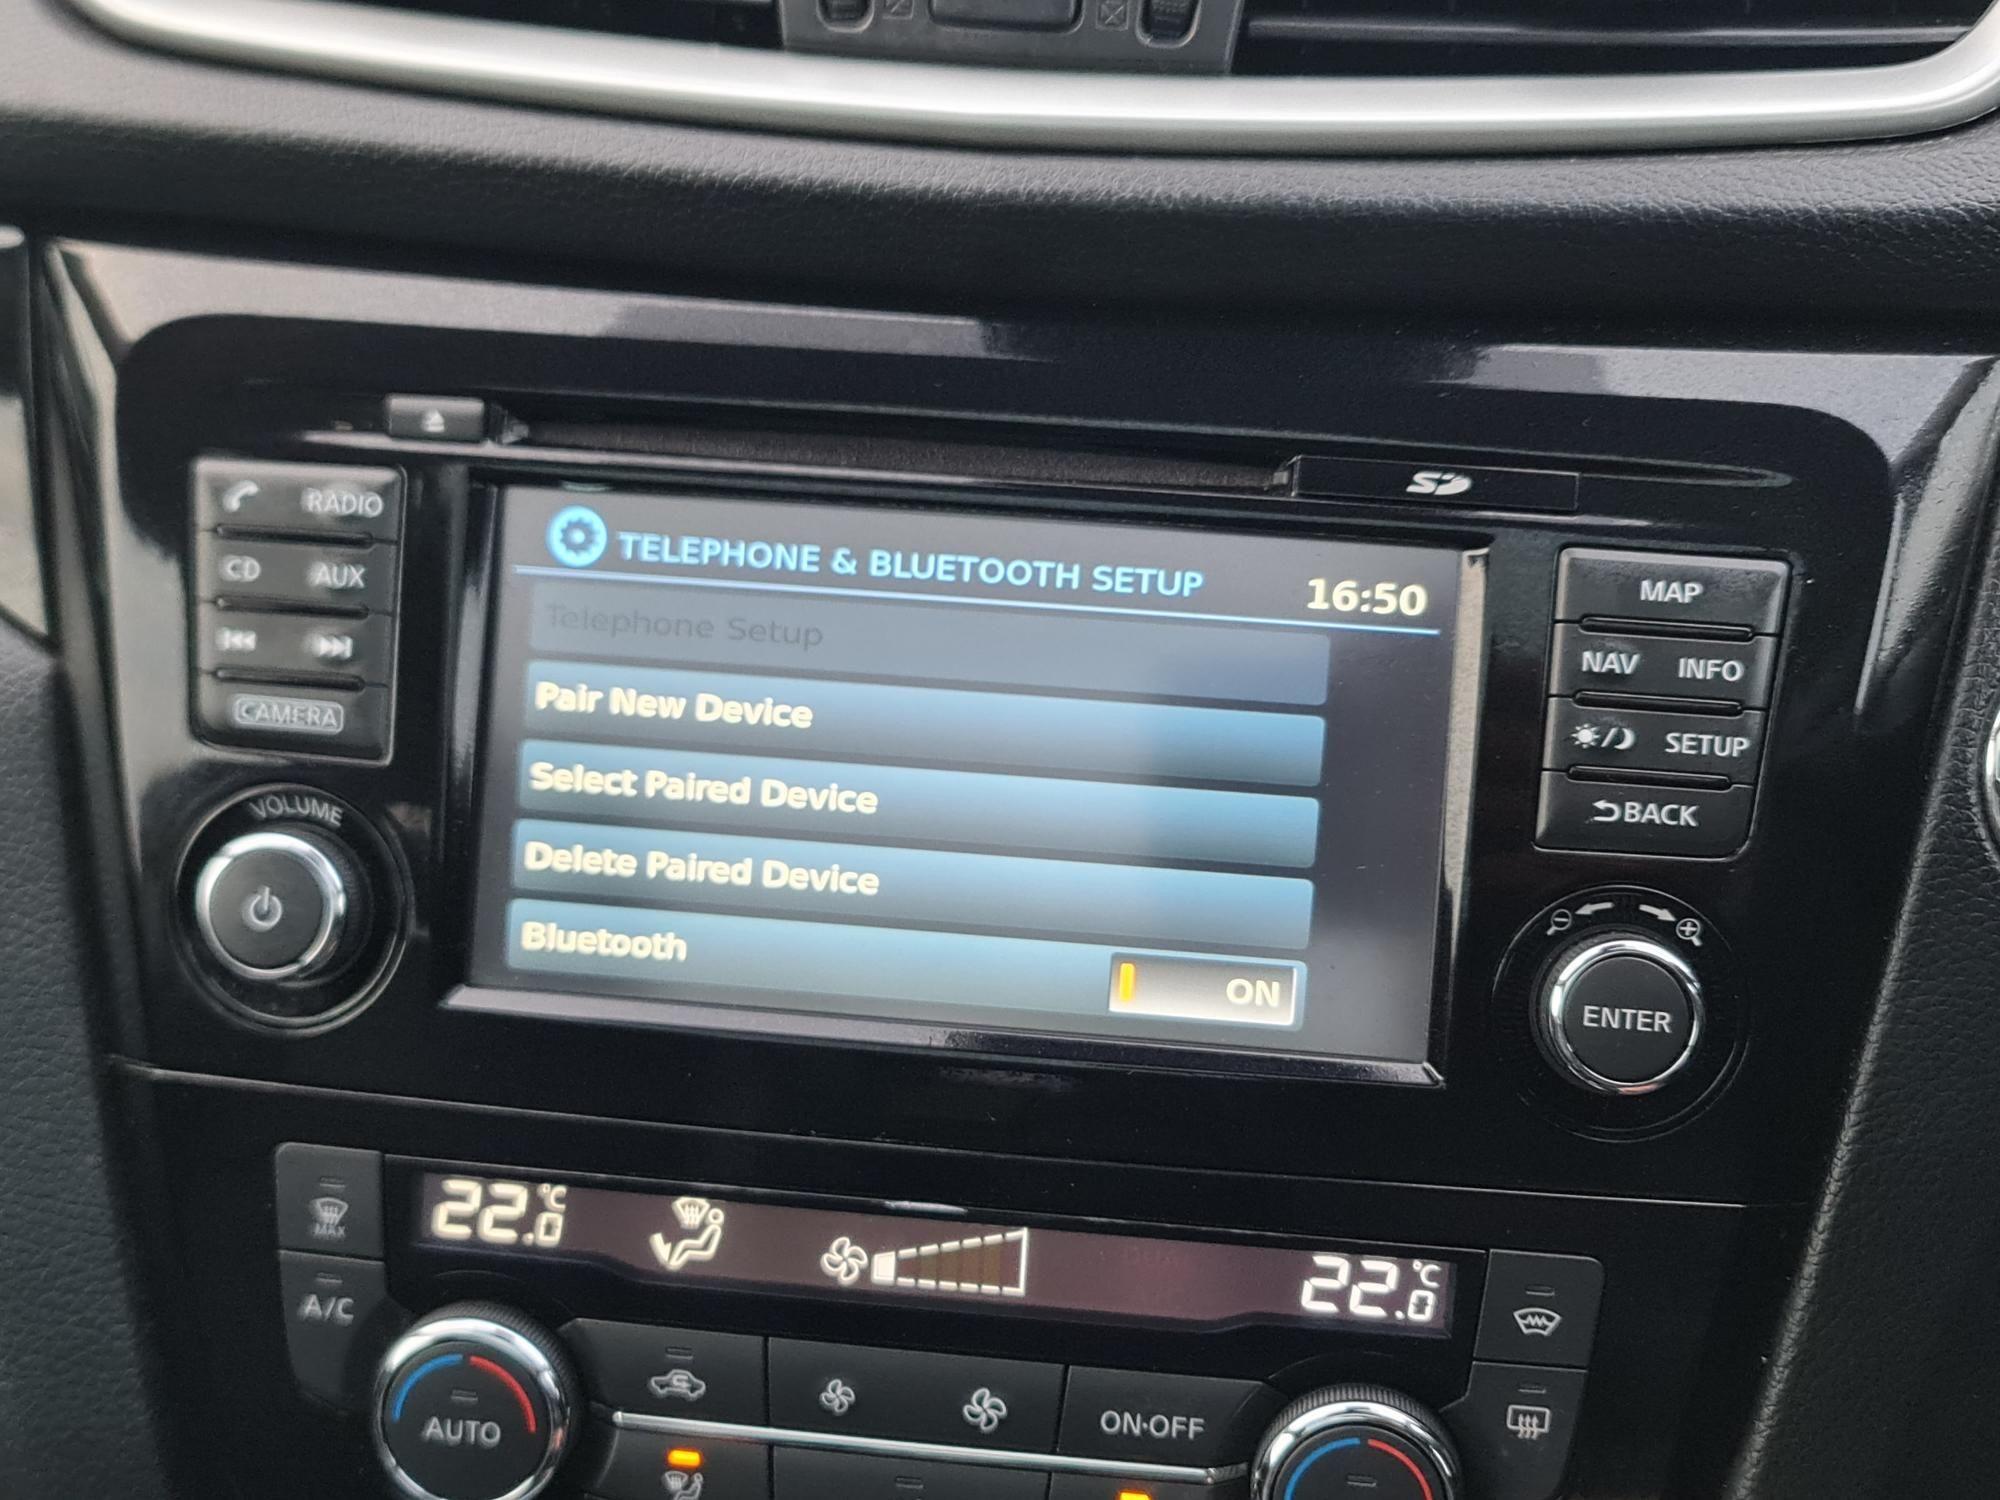 SD
RADIO
CD AUX
CAMERA
VOLUME
TELEPHONE & BLUETOOTH SETUP
16:50
Telephone Setup
Pair New Device
Select Paired Device
Delete Paired Device
Bluetooth
ON
MAP
NAV INFO
SETUP
BACK
ENTER
MAX
22.0 °C
22.0 °C
A/C
AUTO
ON·OFF